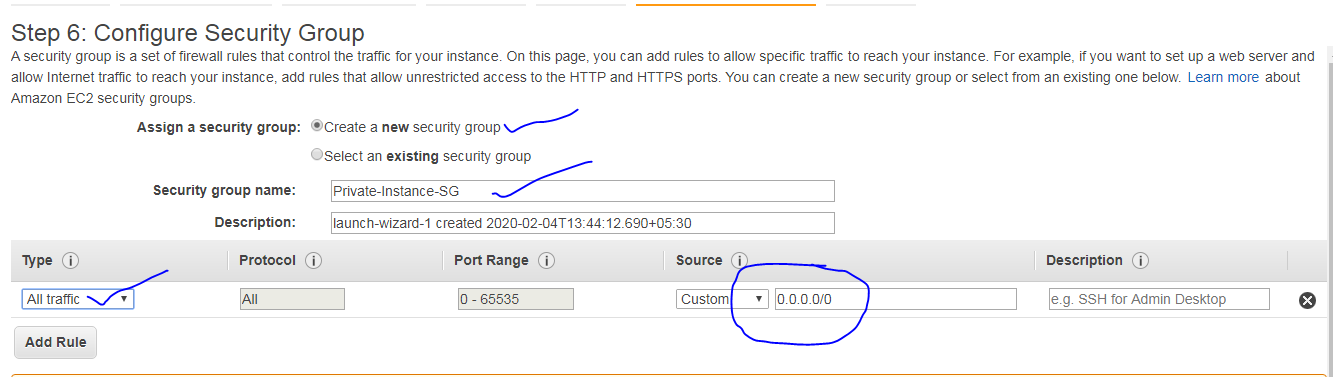 Step 6: Configure Security Group
A security group is a set of firewall rules that control the traffic for your instance. On this page, you can add rules to allow specific traffic to reach your instance. For example, if you want to set up a web server and
allow Internet traffic to reach your instance, add rules that allow unrestricted access to the HTTP and HTTPS ports. You can create a new security group or select from an existing one below. Learn more about
Amazon EC2 security groups.
Assign a security group: Create a new security group
Select an existing security group
Security group name: Private-Instance-SG
Description: launch-wizard-1 created 2020-02-04T13:44:12.690+05:30
Type i Protocol i Port Range i Source i Description i
All traffic All 0 - 65535 Custom 0.0.0.0/0 e.g. SSH for Admin Desktop
Add Rule